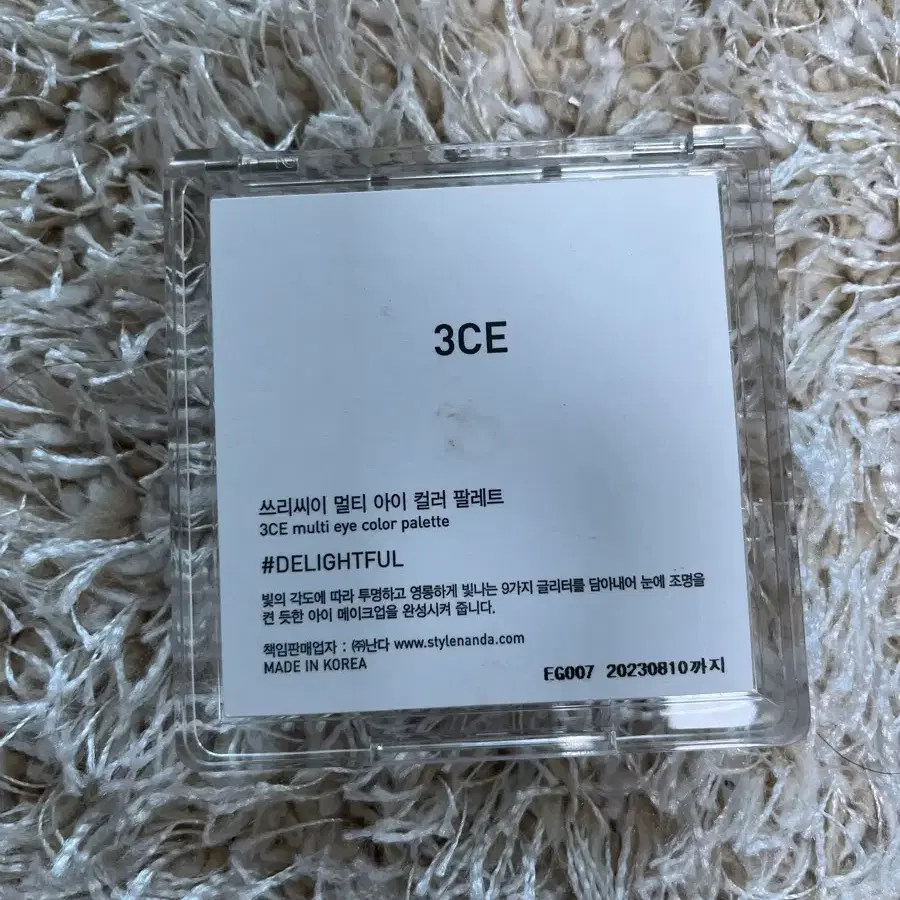 3CE
쓰리씨이 멀티 아이 컬러 팔레트
3CE multi eye color palette
#DELIGHTFUL
빛의 각도에 따라 투명하고 영롱하게 빛나는 9가지 글리터를 담아내어 눈에 조명을
켠 듯한 아이 메이크업을 완성시켜 줍니다.
책임판매업자 : ㈜난다 www.stylenanda.com
MADE IN KOREA
EG007 20230810까지